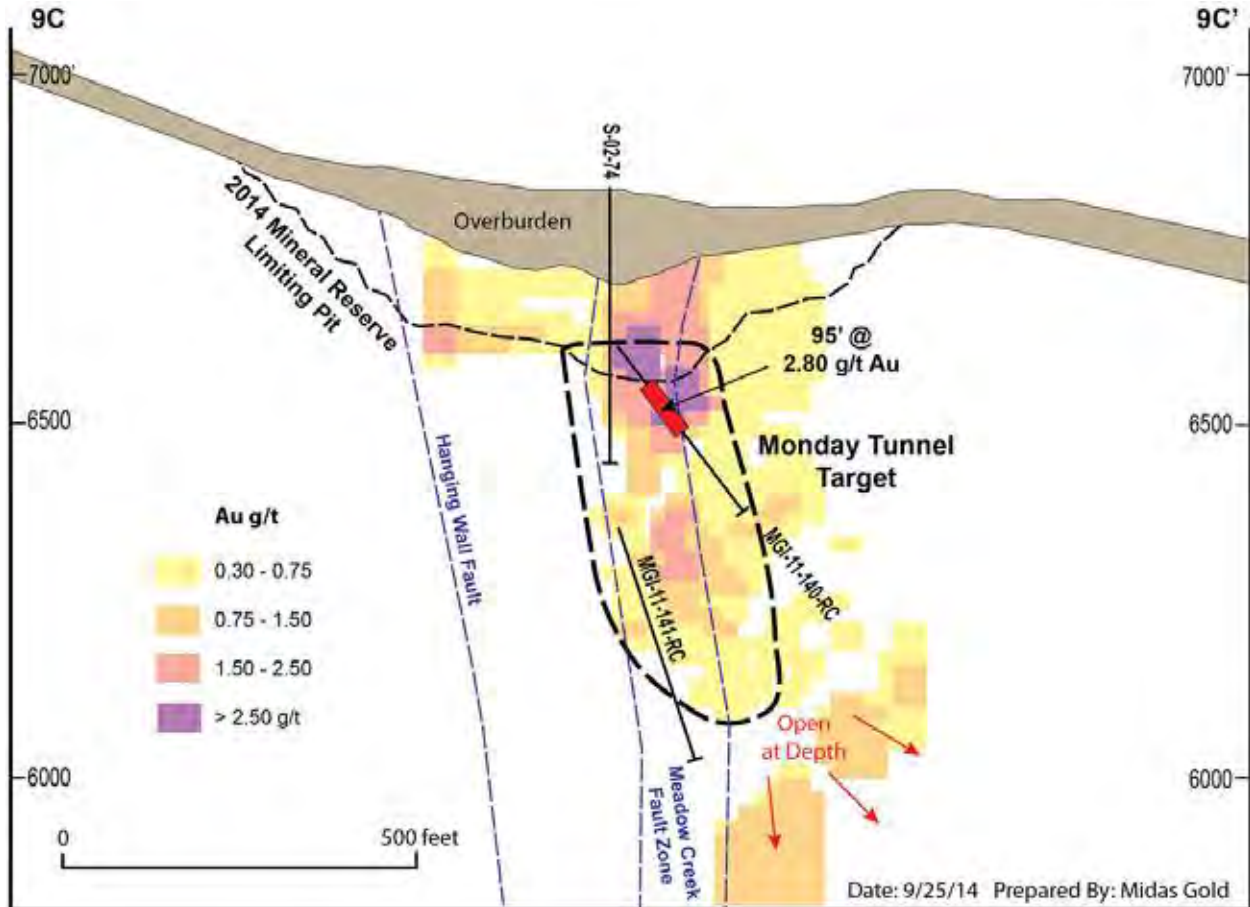 9C
9C'
7000'
7000'
S-02-74
Overburden
2014 Mineral Reserve
Limiting Pit
95' @
2.80 g/t Au
6500
6500
Monday Tunnel
Target
Hanging Wall Fault
Au g/t
0.30 - 0.75
0.75 - 1.50
1.50 - 2.50
> 2.50 g/t
MGI-11-140-RC
MGI-11-141-RC
Open
at Depth
6000
6000
Meadow Creek
Fault Zone
0
500 feet
Date: 9/25/14 Prepared By: Midas Gold